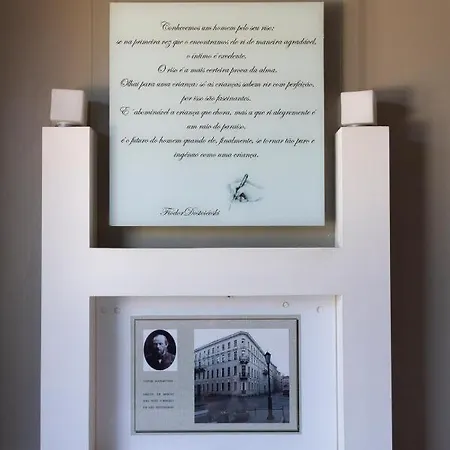 Conhecemos um homem pelo seu riso;
se na primeira vez que o encontramos ele ri de maneira agradável,
o íntimo é excelente.
O riso é a mais certeira prova da alma.
Olhai para uma criança: só as crianças sabem rir com perfeição,
por isso são fascinantes.
E' abominável a criança que chora, mas a que ri alegremente é
um raio do paraíso,
é o futuro do homem quando ele, finalmente, se tornar tão puro e
ingênuo como uma criança.
Fiodor Dostoiévski